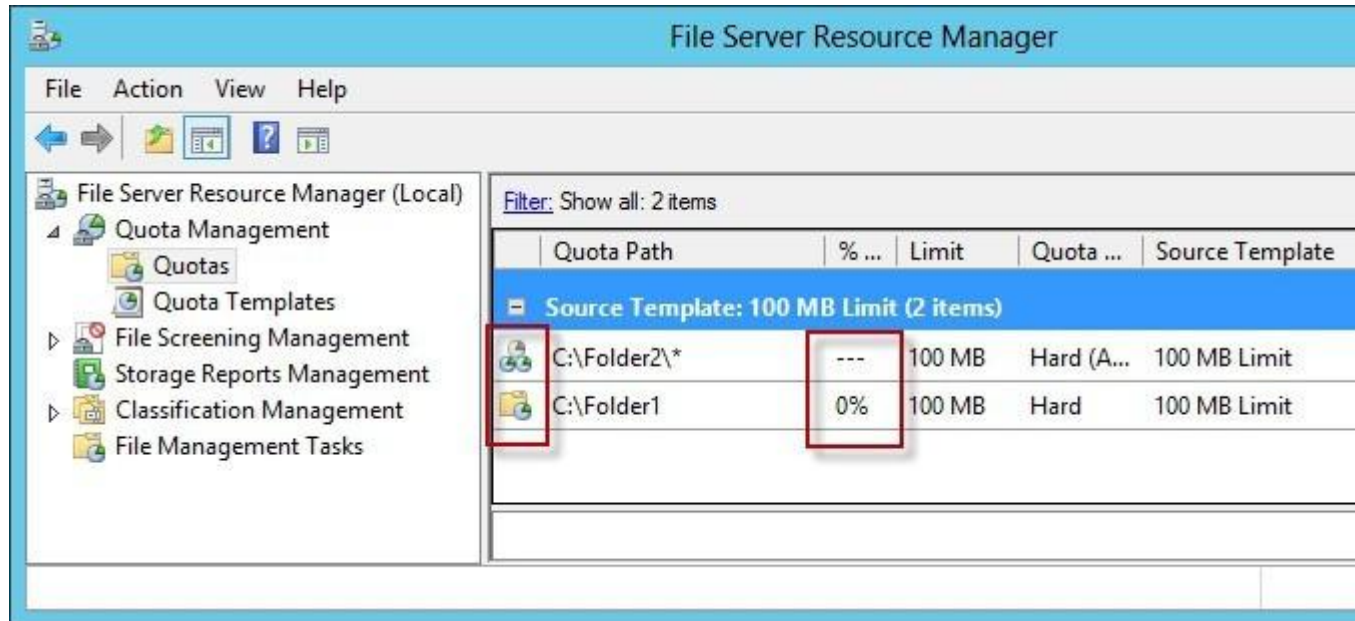 File Server Resource Manager
File Action View Help
File Server Resource Manager (Local)
Quota Management
Quotas
Quota Templates
File Screening Management
Storage Reports Management
Classification Management
File Management Tasks
Filter: Show all: 2 items
Quota Path % ... Limit Quota ... Source Template
Source Template: 100 MB Limit (2 items)
C:\Folder2\* --- 100 MB Hard (A... 100 MB Limit
C:\Folder1 0% 100 MB Hard 100 MB Limit